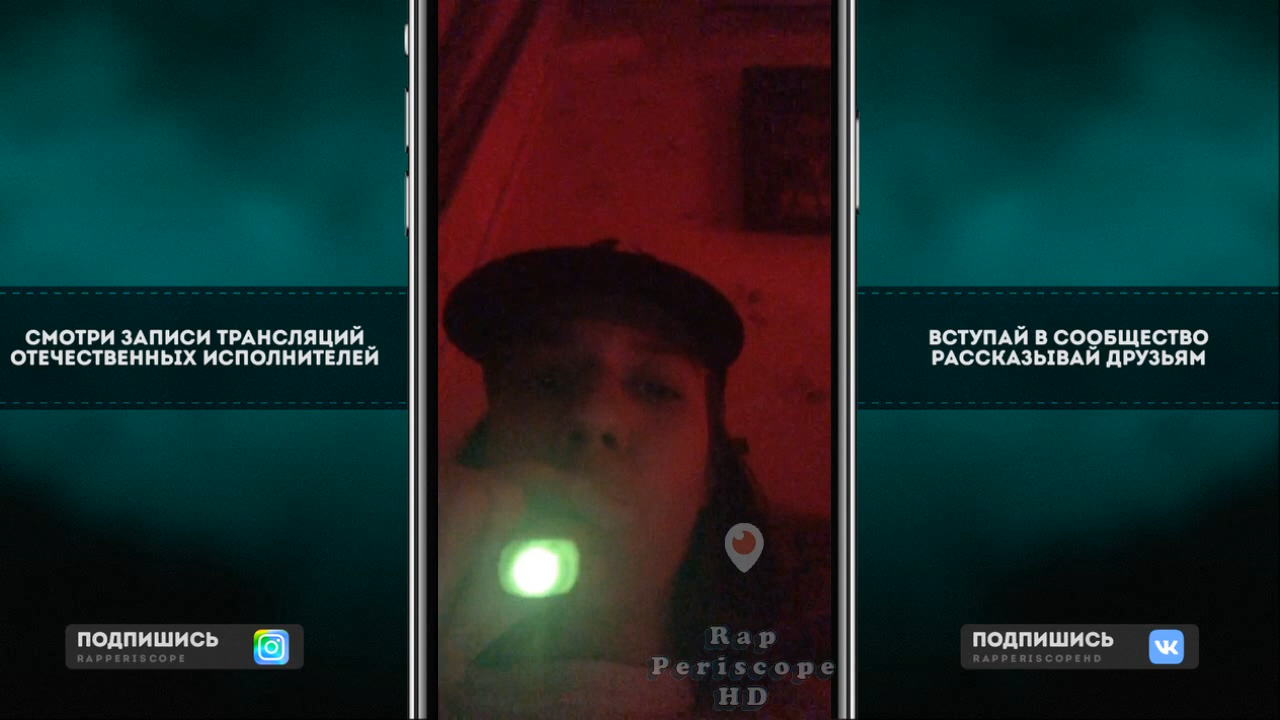 СМОТРИ ЗАПИСИ ТРАНСЛЯЦИЙ
ОТЕЧЕСТВЕННЫХ ИСПОЛНИТЕЛЕЙ
ВСТУПАЙ В СООБЩЕСТВО
РАССКАЗЫВАЙ ДРУЗЬЯМ
ПОДПИШИСЬ
RAPPERISCOPE
Rap
Periscope
HD
ПОДПИШИСЬ
RAPPERISCOPEHD